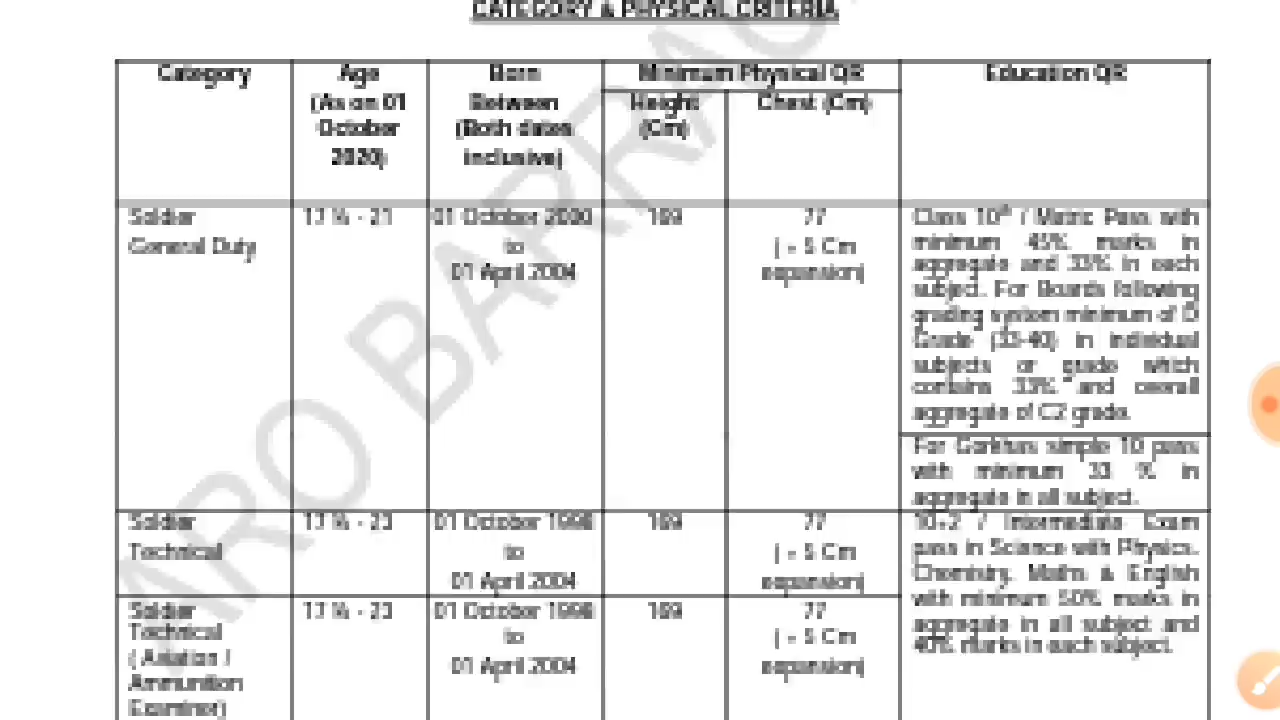 CATEGORY & PHYSICAL CRITERIA
Category
Age
(As on 01
October
2020)
Born
Between
(Both dates
inclusive)
Minimum Physical QR
Height
(Cm)
Chest (Cm)
Education QR
Soldier
General Duty
17 ½ - 21
01 October
to
01 April 2004
77
( + 5 Cm
expansion)
Class 10th / Matric Pass with
minimum 45% marks in
aggregate and 33% in each
subject. For Boards following
grading system minimum of D
Grade (33-40) in individual
subjects or grade which
contains 33% and overall
aggregate of C2 grade.
For Gorkhas simple 10 pass
with minimum 33 % in
aggregate in all subject.
Soldier
Technical
17 ½ - 23
01 October
to
01 April 2004
77
( + 5 Cm
expansion)
10+2 / Intermediate Exam
pass in Science with Physics,
Chemistry, Maths & English
with minimum 50% marks in
aggregate in all subject and
40% marks in each subject.
Soldier
Technical
( Aviation /
Ammunition
Examiner)
17 ½ - 23
01 October
to
01 April 2004
77
( + 5 Cm
expansion)
ARO BARRAC